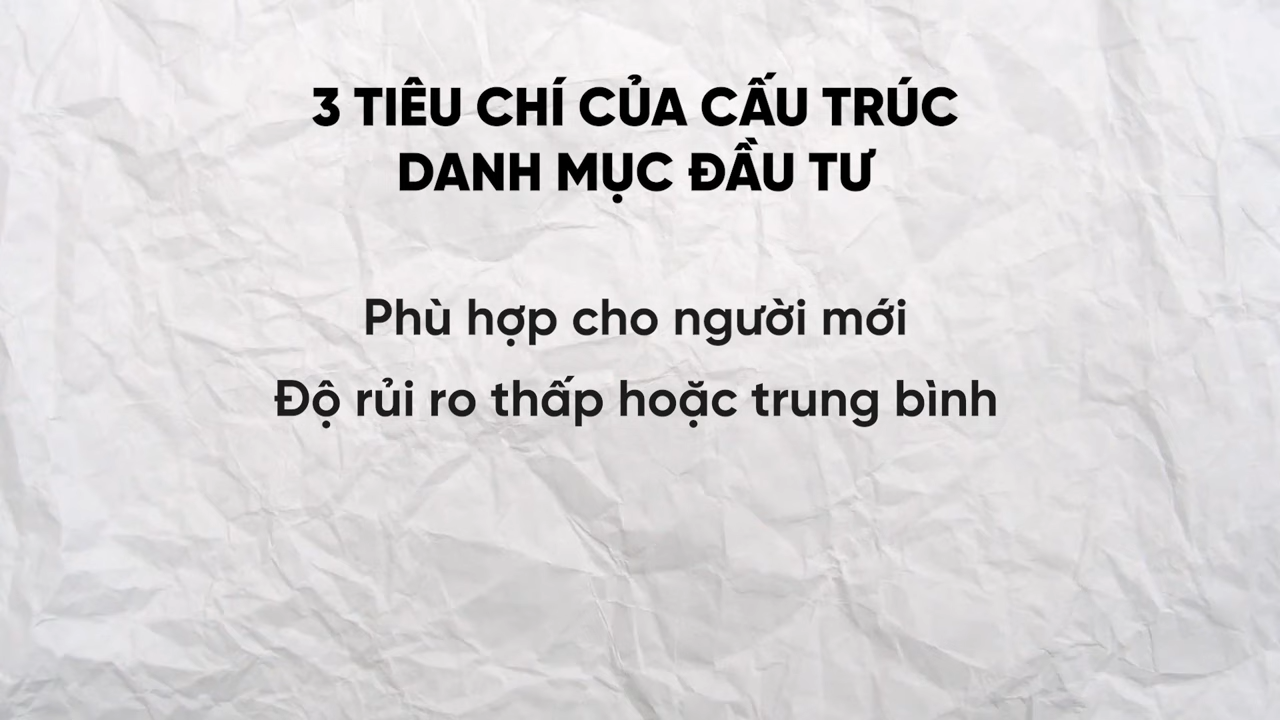 3 TIÊU CHÍ CỦA CẤU TRÚC
DANH MỤC ĐẦU TƯ
Phù hợp cho người mới
Độ rủi ro thấp hoặc trung bình